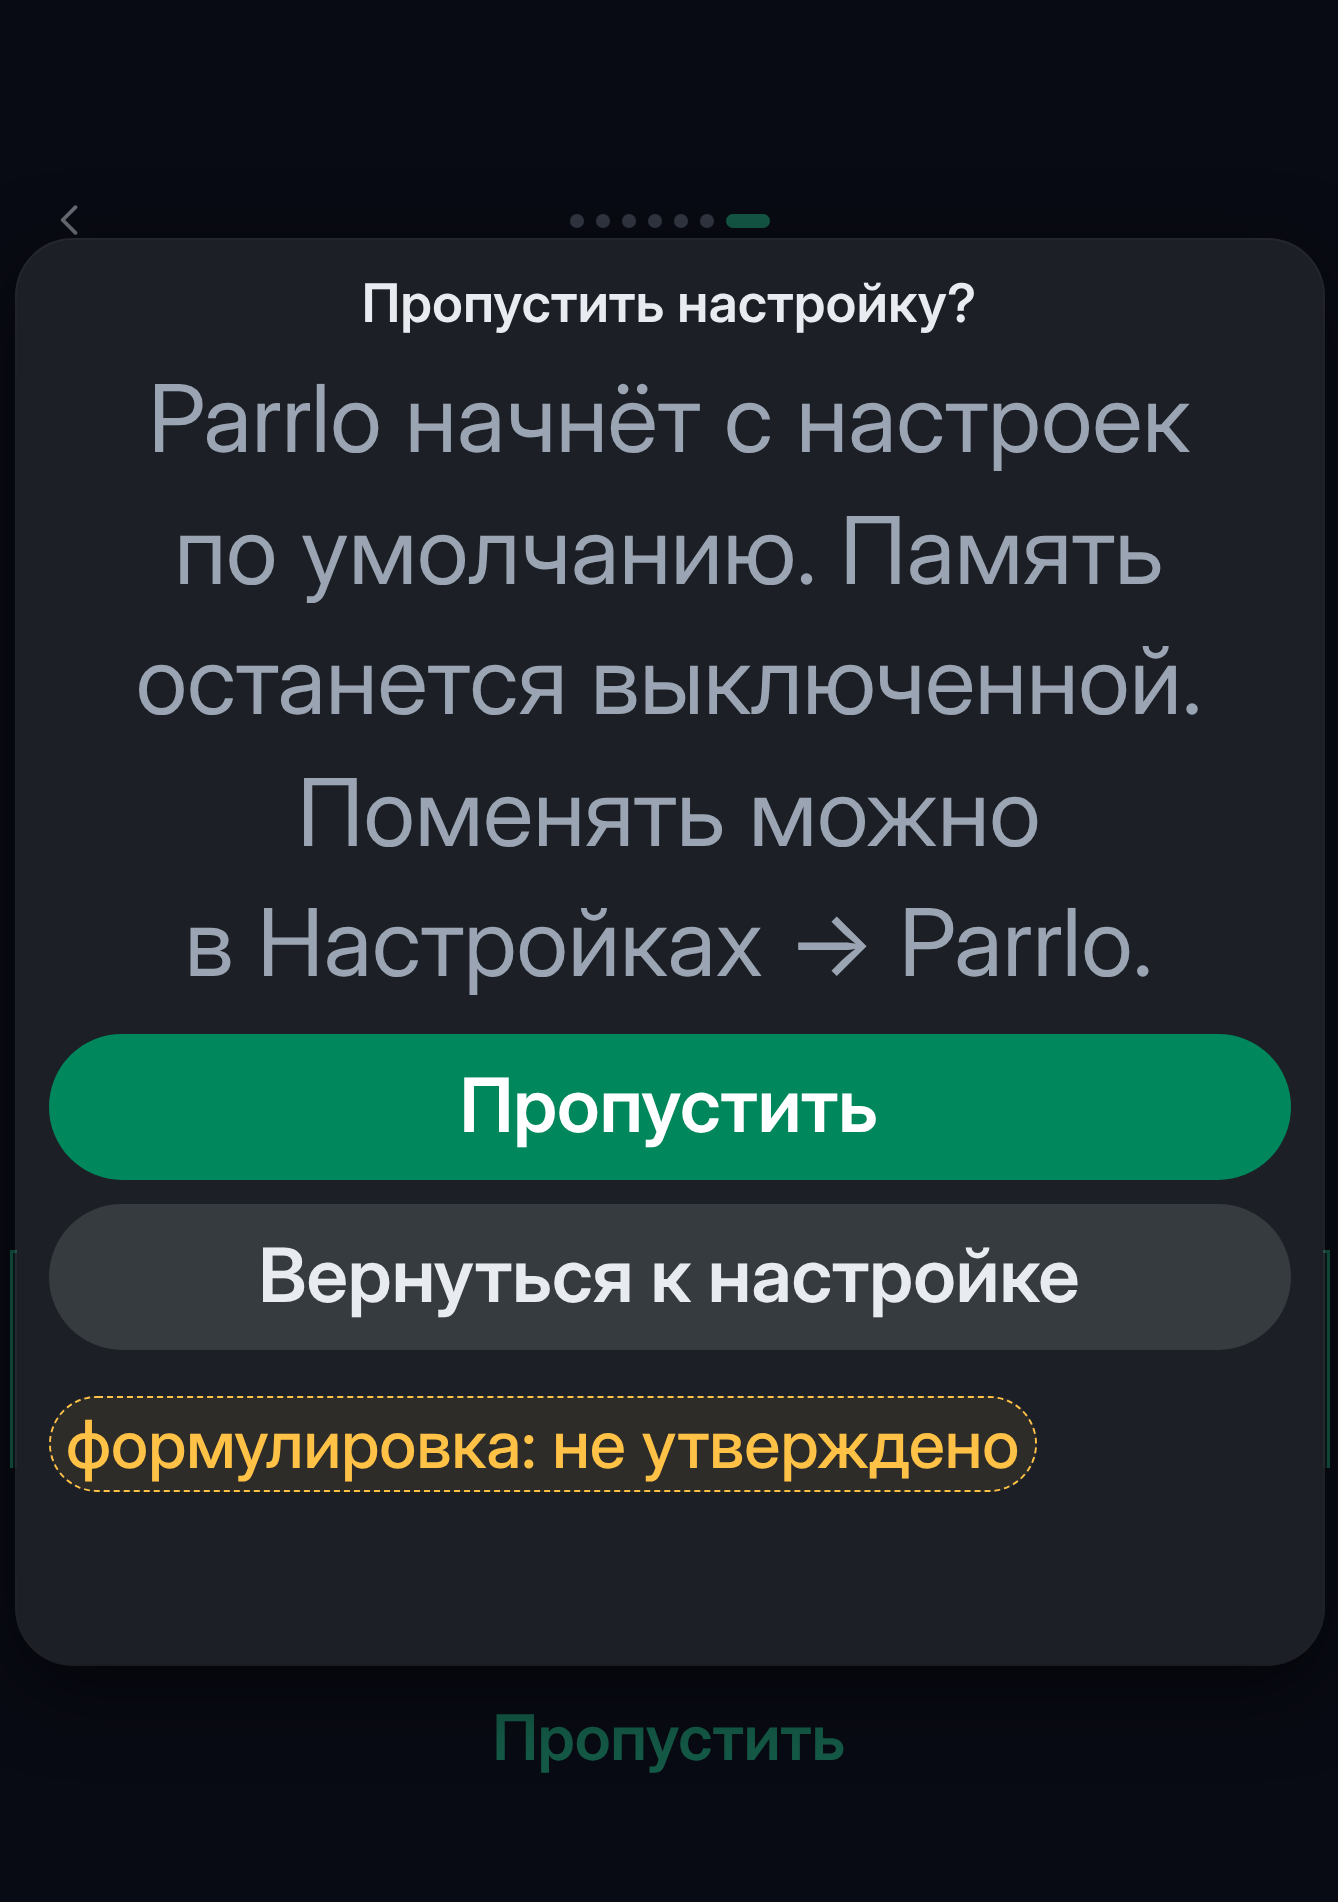 Пропустить настройку?
Parrlo начнёт с настроек
по умолчанию. Память
останется выключенной.
Поменять можно
в Настройках → Parrlo.
Пропустить
Вернуться к настройке
формулировка: не утверждено
Пропустить